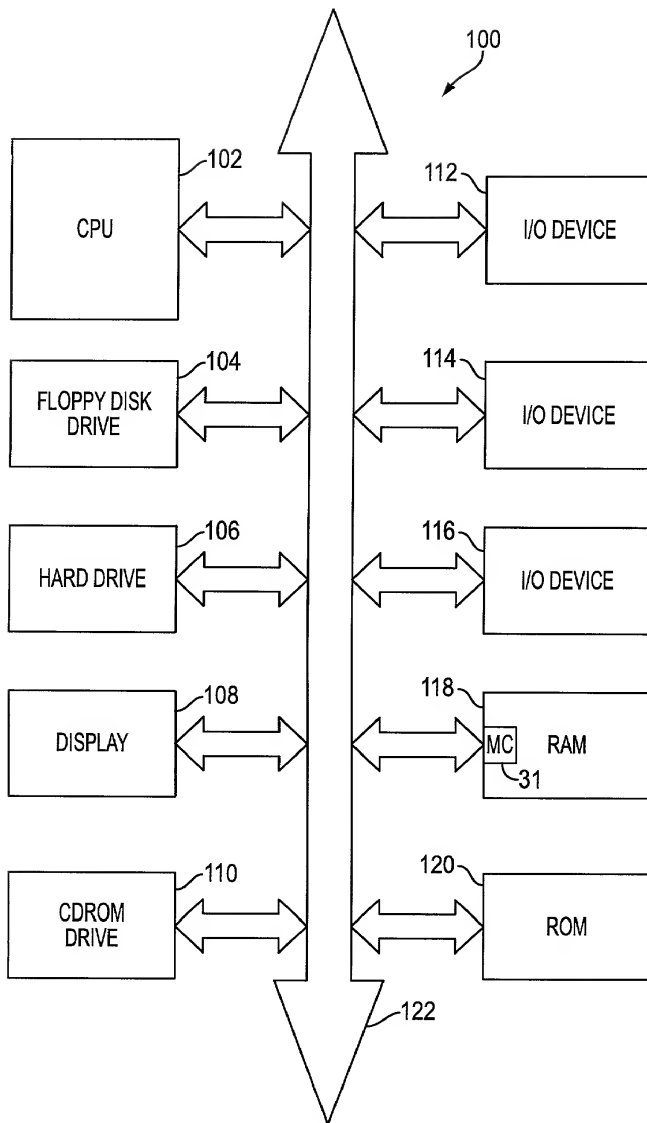 100
102
CPU
112
I/O DEVICE
104
FLOPPY DISK
DRIVE
114
I/O DEVICE
106
HARD DRIVE
116
I/O DEVICE
108
DISPLAY
118
MC
RAM
31
110
CDROM
DRIVE
120
ROM
122